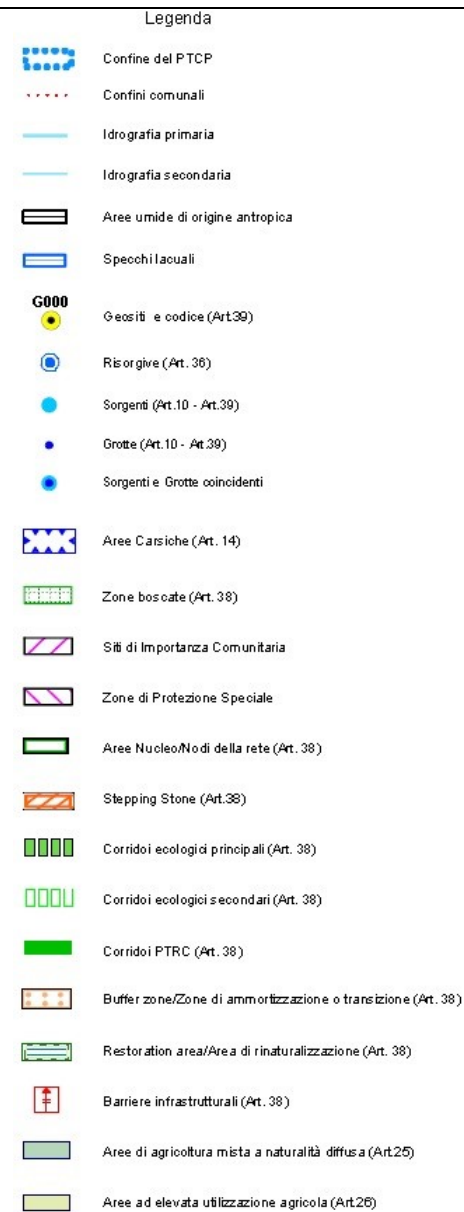 Legenda
Confine del PTCP
Confini comunali
Idrografia primaria
Idrografia secondaria
Aree umide di origine antropica
Specchi lacuali
G000
Geositi e codice (Art.39)
Risorgive (Art. 36)
Sorgenti (Art.10 - Art.39)
Grotte (Art.10 - Art.39)
Sorgenti e Grotte coincidenti
Aree Carsiche (Art. 14)
Zone boscate (Art. 38)
Siti di Importanza Comunitaria
Zone di Protezione Speciale
Aree Nucleo/Nodi della rete (Art. 38)
Stepping Stone (Art.38)
Corridoi ecologici principali (Art. 38)
Corridoi ecologici secondari (Art. 38)
Corridoi PTRC (Art. 38)
Buffer zone/Zone di ammortizzazione o transizione (Art. 38)
Restoration area/Area di rinaturalizzazione (Art. 38)
Barriere infrastrutturali (Art. 38)
Aree di agricoltura mista a naturalità diffusa (Art.25)
Aree ad elevata utilizzazione agricola (Art.26)